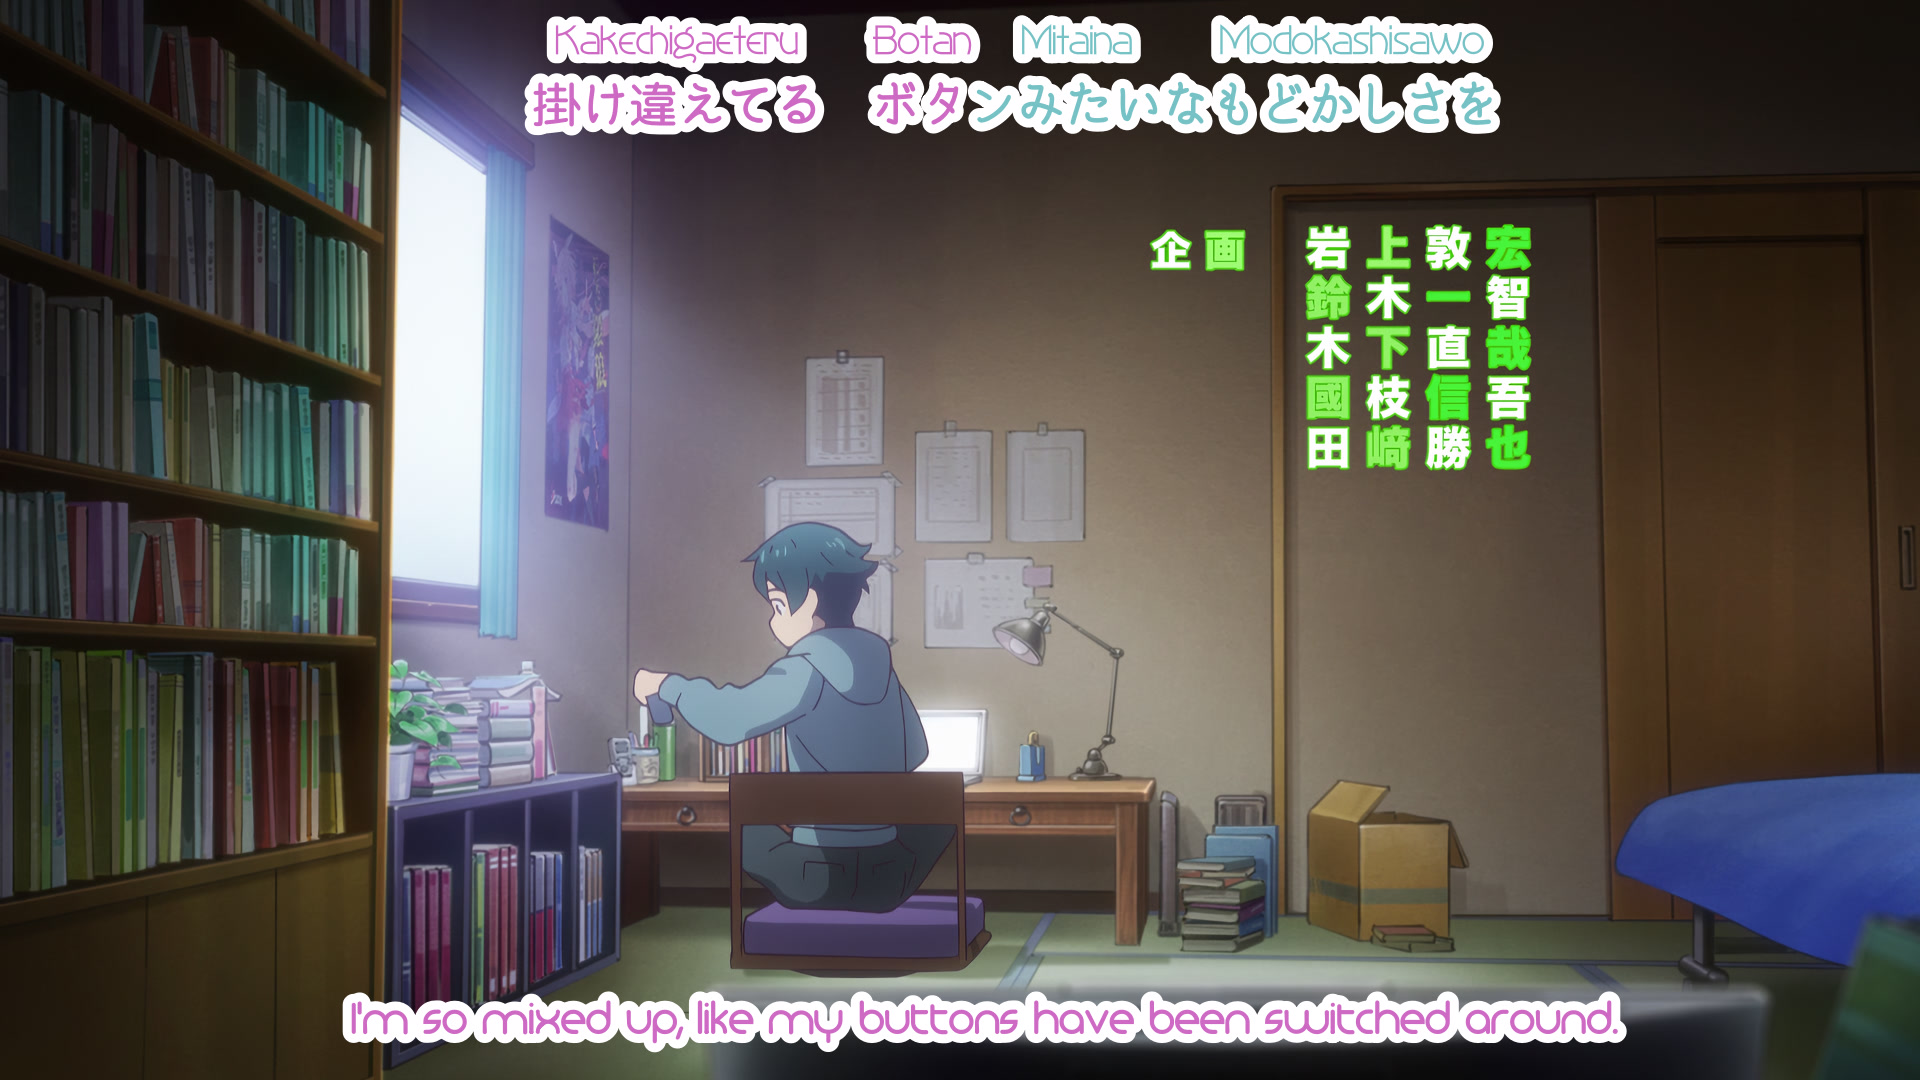 Kakechigaeteru Botan Mitaina Modokashisawo
掛け違えてる ボタンみたいなもどかしさを
企画 岩上敦宏
鈴木一智
木下直哉
國枝信吾
田﨑勝也
I'm so mixed up, like my buttons have been switched around.